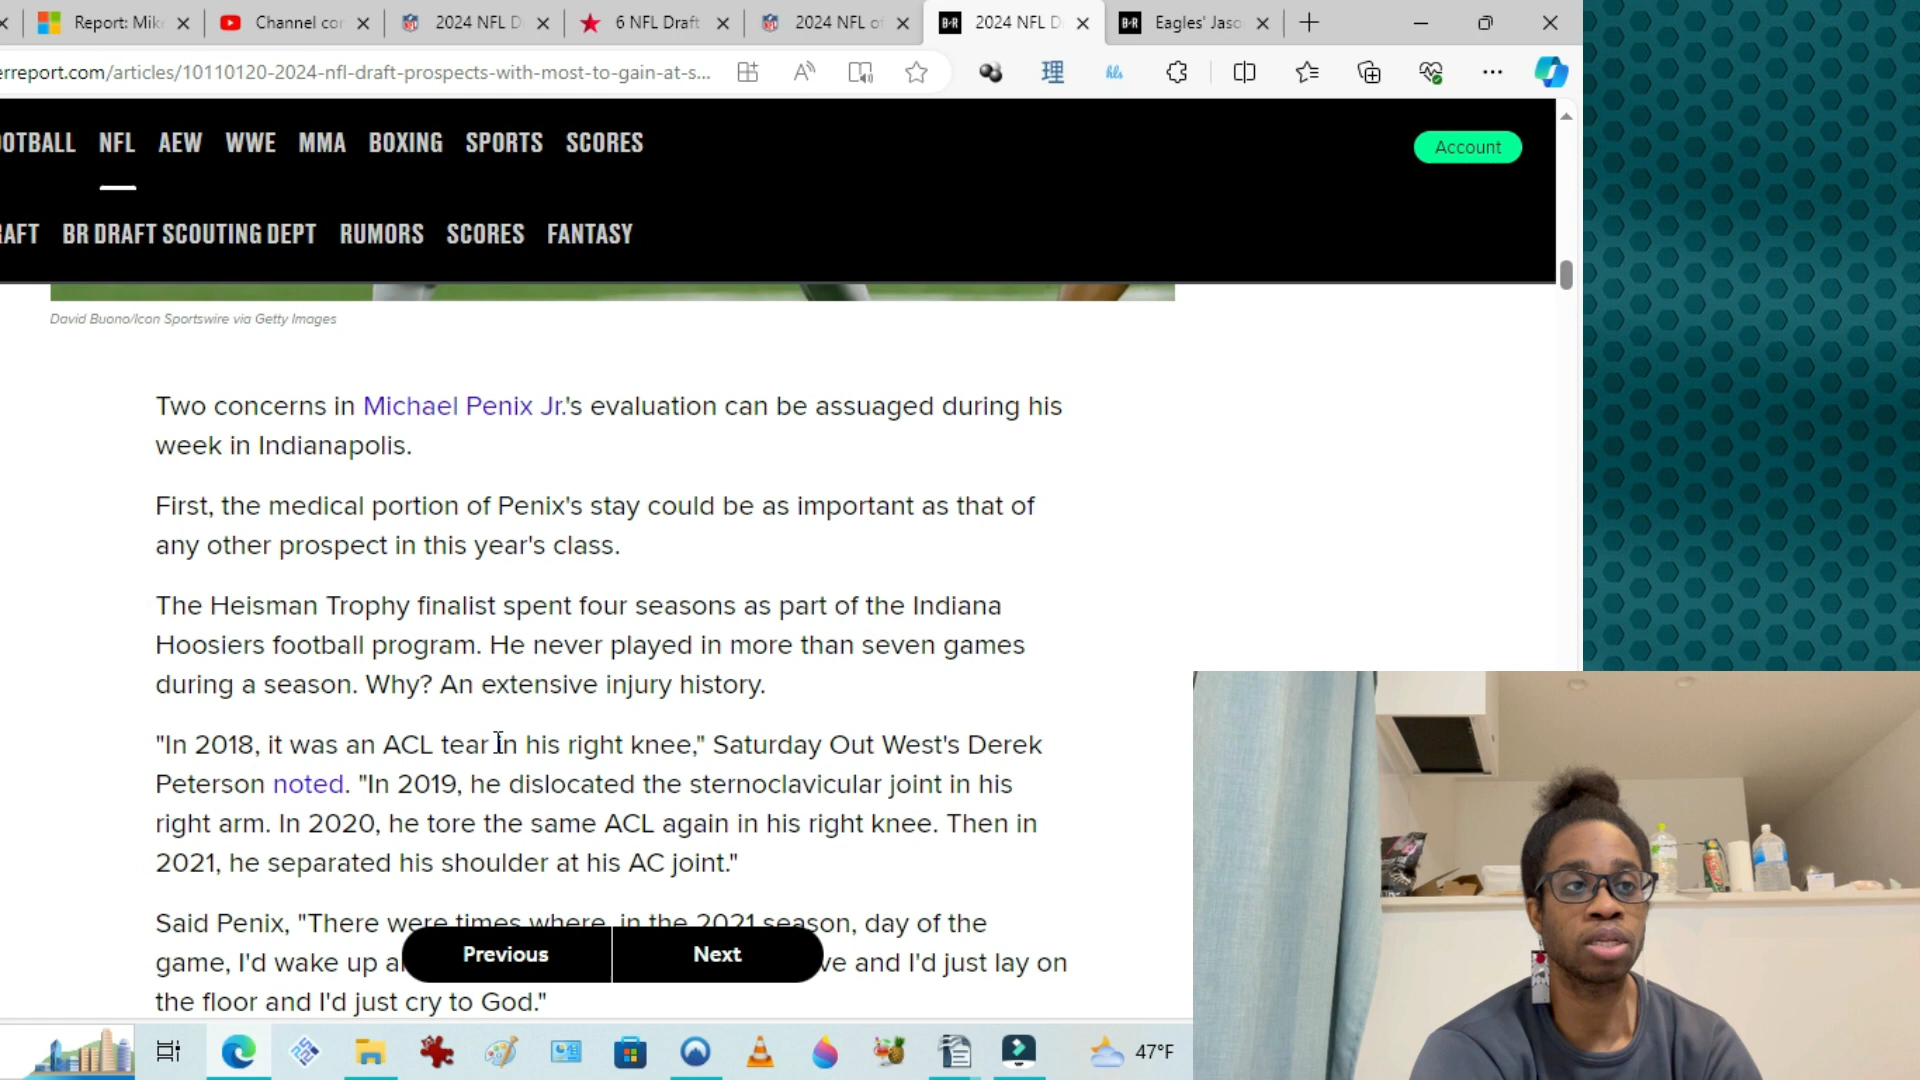 Report: Mik
Channel cor
2024 NFL D
6 NFL Draft
2024 NFL o
B/R
2024 NFL D
B/R
Eagles' Jaso
erreport.com/articles/10110120-2024-nfl-draft-prospects-with-most-to-gain-at-s...
理
hls
OOTBALL NFL AEW WWE MMA BOXING SPORTS SCORES
Account
RAFT BR DRAFT SCOUTING DEPT RUMORS SCORES FANTASY
David Buono/Icon Sportswire via Getty Images
Two concerns in Michael Penix Jr.'s evaluation can be assuaged during his
week in Indianapolis.
First, the medical portion of Penix's stay could be as important as that of
any other prospect in this year's class.
The Heisman Trophy finalist spent four seasons as part of the Indiana
Hoosiers football program. He never played in more than seven games
during a season. Why? An extensive injury history.
"In 2018, it was an ACL tear in his right knee," Saturday Out West's Derek
Peterson noted. "In 2019, he dislocated the sternoclavicular joint in his
right arm. In 2020, he tore the same ACL again in his right knee. Then in
2021, he separated his shoulder at his AC joint."
Said Penix, "There were times where, in the 2021 season, day of the
game, I'd wake up a
Previous
Next
ve and I'd just lay on
the floor and I'd just cry to God."
47°F